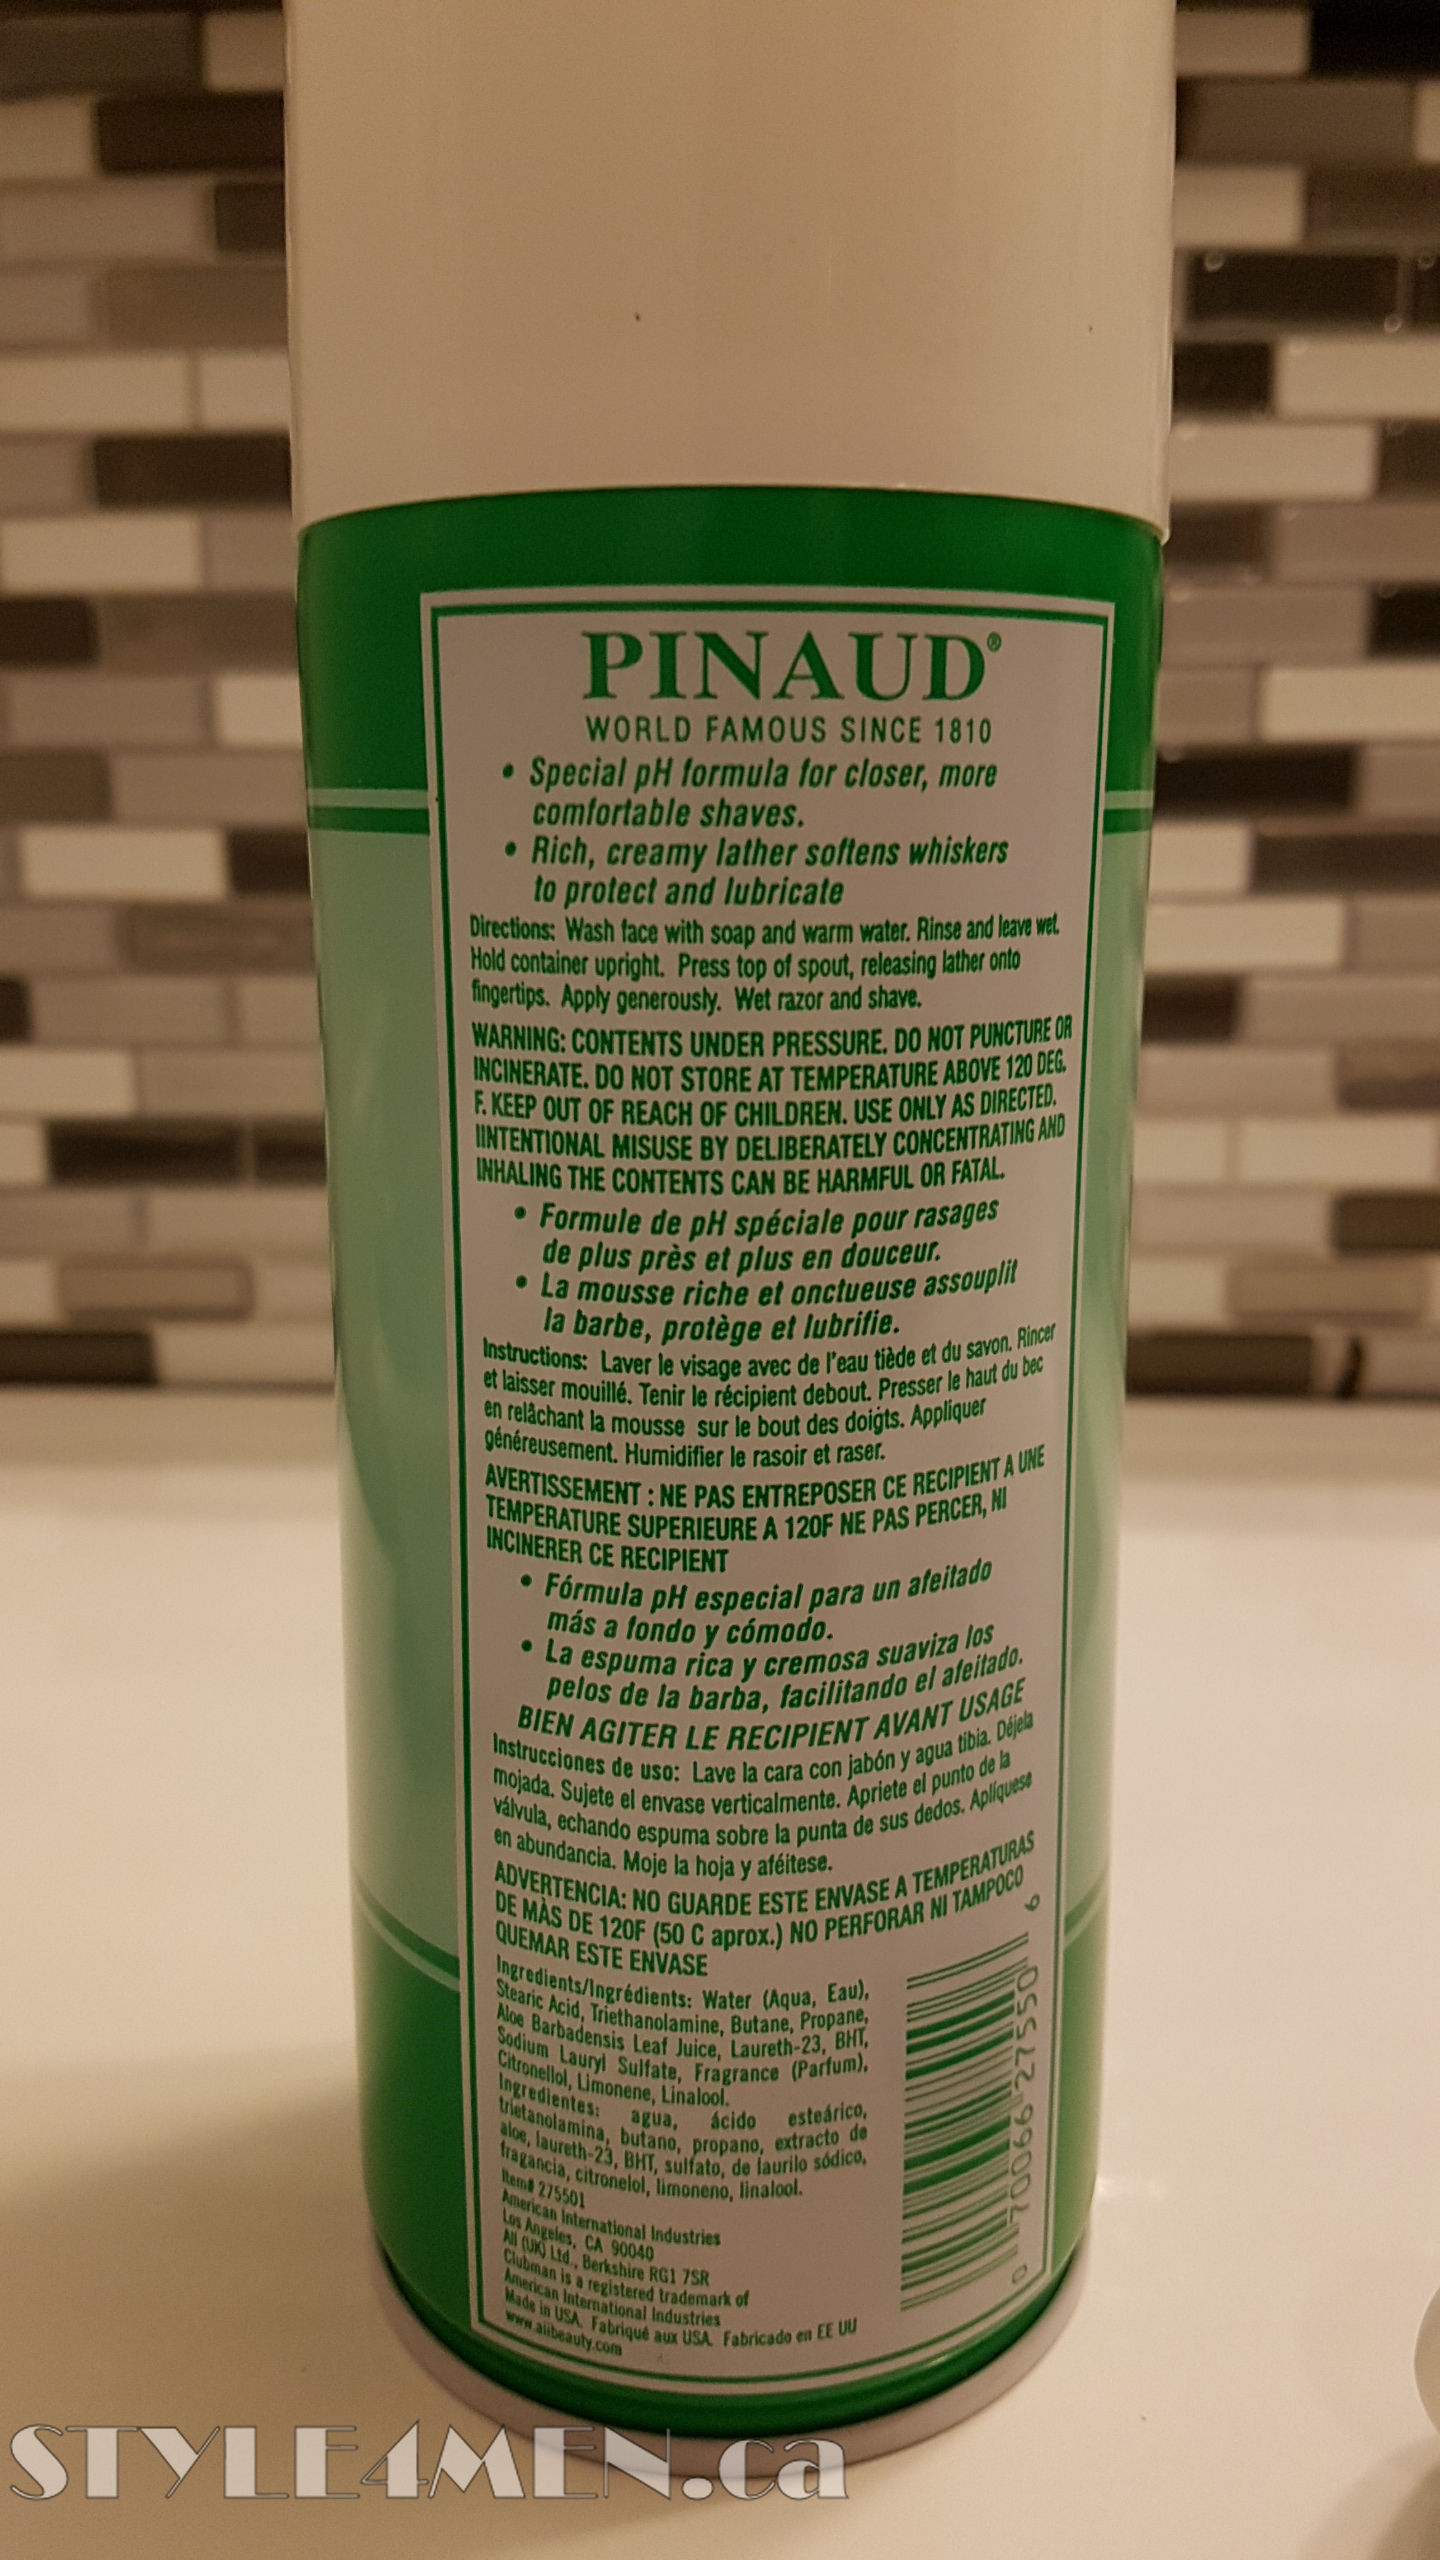 PINAUD®
WORLD FAMOUS SINCE 1810
• Special pH formula for closer, more
comfortable shaves.
• Rich, creamy lather softens whiskers
to protect and lubricate
Directions: Wash face with soap and warm water. Rinse and leave wet.
Hold container upright. Press top of spout, releasing lather onto
fingertips. Apply generously. Wet razor and shave.
WARNING: CONTENTS UNDER PRESSURE. DO NOT PUNCTURE OR
INCINERATE. DO NOT STORE AT TEMPERATURE ABOVE 120 DEG.
F. KEEP OUT OF REACH OF CHILDREN. USE ONLY AS DIRECTED.
IINTENTIONAL MISUSE BY DELIBERATELY CONCENTRATING AND
INHALING THE CONTENTS CAN BE HARMFUL OR FATAL.
• Formule de pH spéciale pour rasages
de plus près et plus en douceur.
• La mousse riche et onctueuse assouplit
la barbe, protège et lubrifie.
Instructions: Laver le visage avec de l'eau tiède et du savon. Rincer
et laisser mouillé. Tenir le récipient debout. Presser le haut du bec
en relâchant la mousse sur le bout des doigts. Appliquer
généreusement. Humidifier le rasoir et raser.
AVERTISSEMENT : NE PAS ENTREPOSER CE RECIPIENT A UNE
TEMPERATURE SUPERIEURE A 120F NE PAS PERCER, NI
INCINERER CE RECIPIENT
• Fórmula pH especial para un afeitado
más a fondo y cómodo.
• La espuma rica y cremosa suaviza los
pelos de la barba, facilitando el afeitado.
BIEN AGITER LE RECIPIENT AVANT USAGE
Instrucciones de uso: Lave la cara con jabón y agua tibia. Déjela
mojada. Sujete el envase verticalmente. Apriete el punto de la
válvula, echando espuma sobre la punta de sus dedos. Aplíquese
en abundancia. Moje la hoja y aféitese.
ADVERTENCIA: NO GUARDE ESTE ENVASE A TEMPERATURAS
DE MÀS DE 120F (50 C aprox.) NO PERFORAR NI TAMPOCO
QUEMAR ESTE ENVASE
Ingredients/Ingrédients: Water (Aqua, Eau),
Stearic Acid, Triethanolamine, Butane, Propane,
Aloe Barbadensis Leaf Juice, Laureth-23, BHT,
Sodium Lauryl Sulfate, Fragrance (Parfum),
Citronellol, Limonene, Linalool.
Ingredientes: agua, ácido esteárico,
trietanolamina, butano, propano, extracto de
aloe, laureth-23, BHT, sulfato, de laurilo sódico,
fragancia, citronelol, limoneno, linalool.
Item# 275501
American International Industries
Los Angeles, CA 90040
AII (UK) Ltd., Berkshire RG1 7SR
Clubman is a registered trademark of
American International Industries
Made in USA. Fabriqué aux USA. Fabricado en EE UU
www.aiibeauty.com
0 70066 27550 6
STYLE4MEN.ca